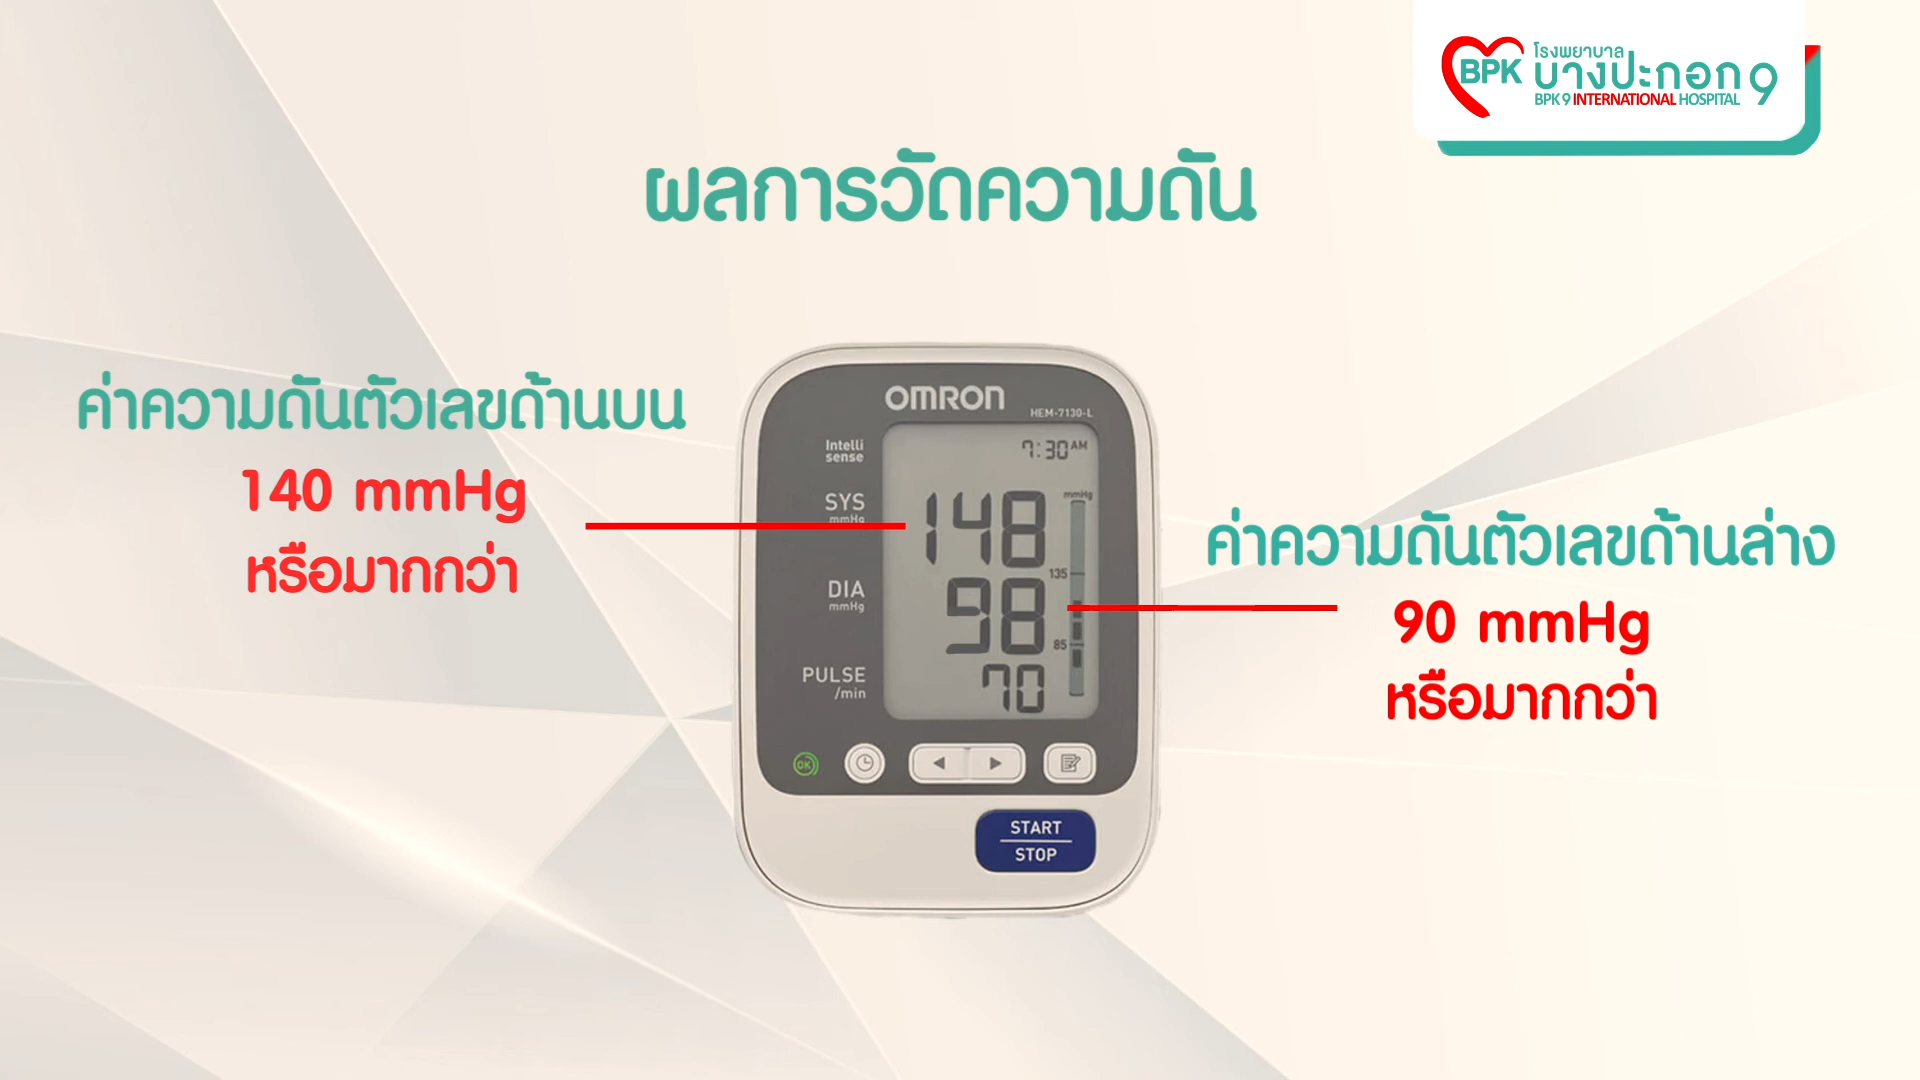 BPK
โรงพยาบาล
บางปะกอก ๙
BPK 9 INTERNATIONAL HOSPITAL
ผลการวัดความดัน
ค่าความดันตัวเลขด้านบน
140 mmHg
หรือมากกว่า
OMRON
HEM-7130-L
Intelli
sense
7:30 AM
SYS
mmHg
148
mmHg
135
DIA
mmHg
98
85
PULSE
/min
70
OK
START
STOP
ค่าความดันตัวเลขด้านล่าง
90 mmHg
หรือมากกว่า